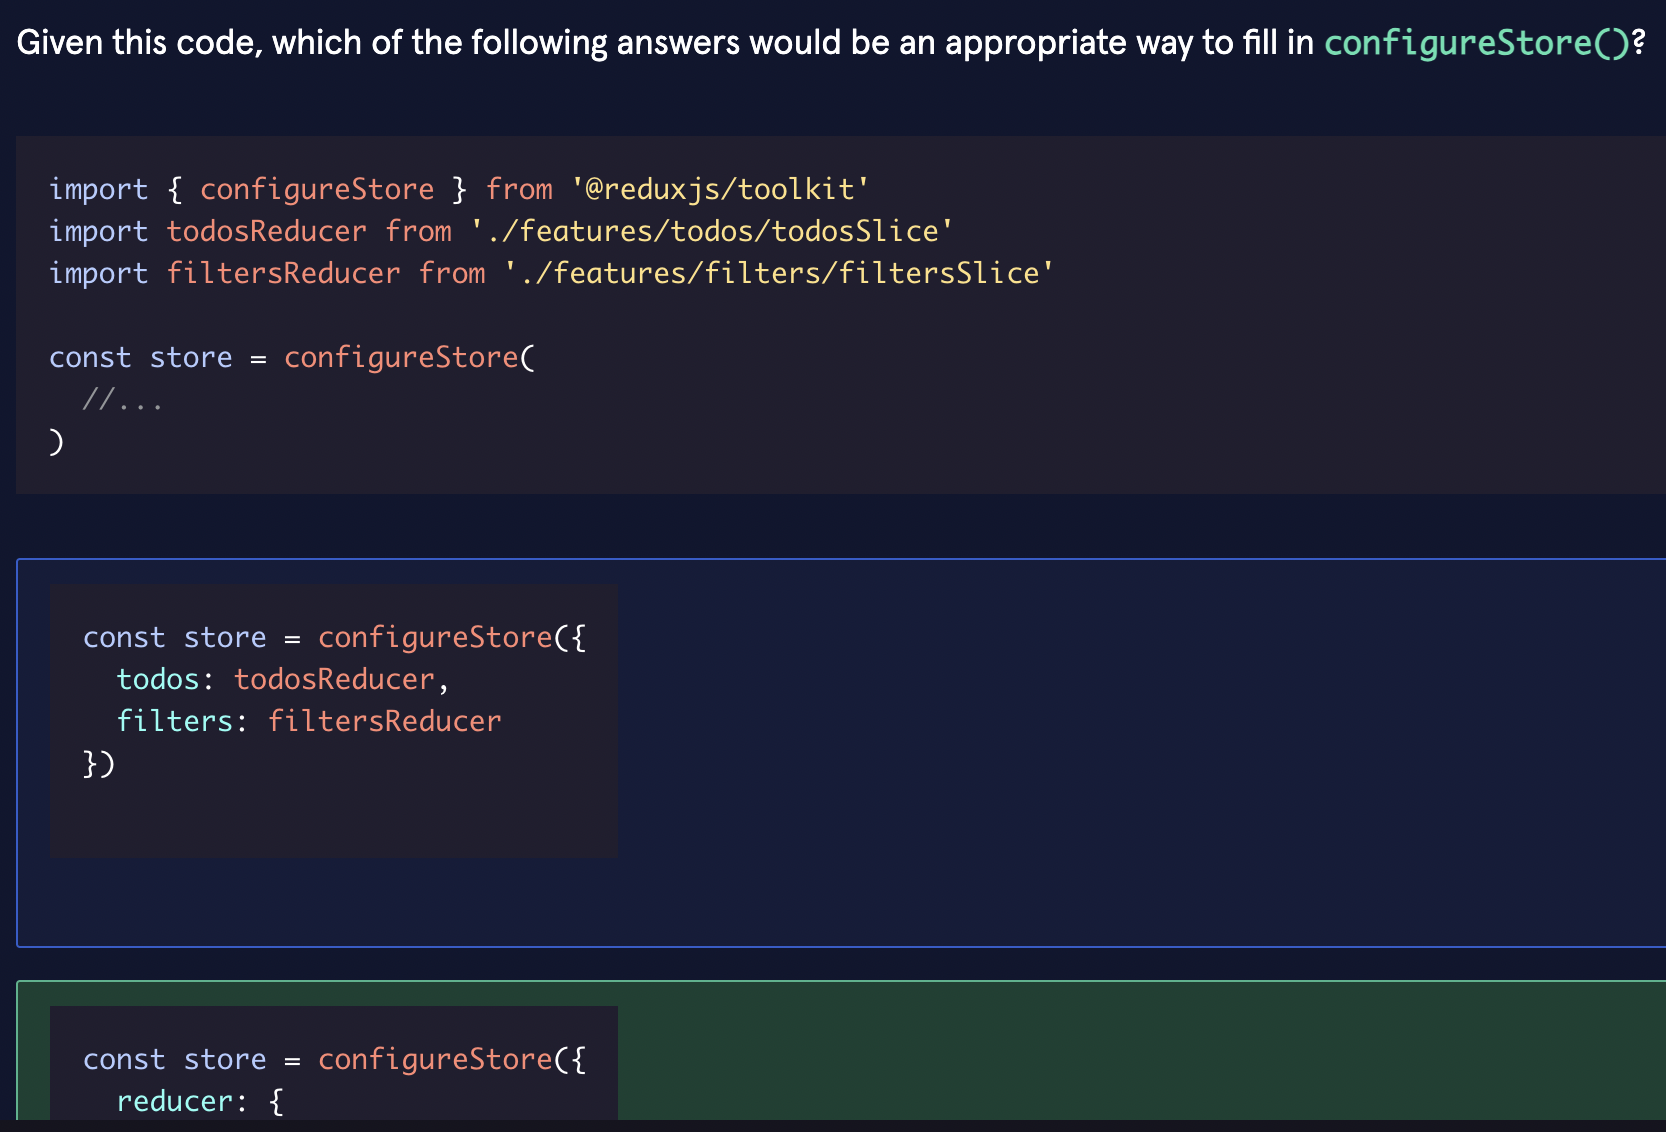 Given this code, which of the following answers would be an appropriate way to fill in configureStore()?
import { configureStore } from '@reduxjs/toolkit'
import todosReducer from './features/todos/todosSlice'
import filtersReducer from './features/filters/filtersSlice'
const store = configureStore(
//...
)
const store = configureStore({
todos: todosReducer,
filters: filtersReducer
})
const store = configureStore({
reducer: {